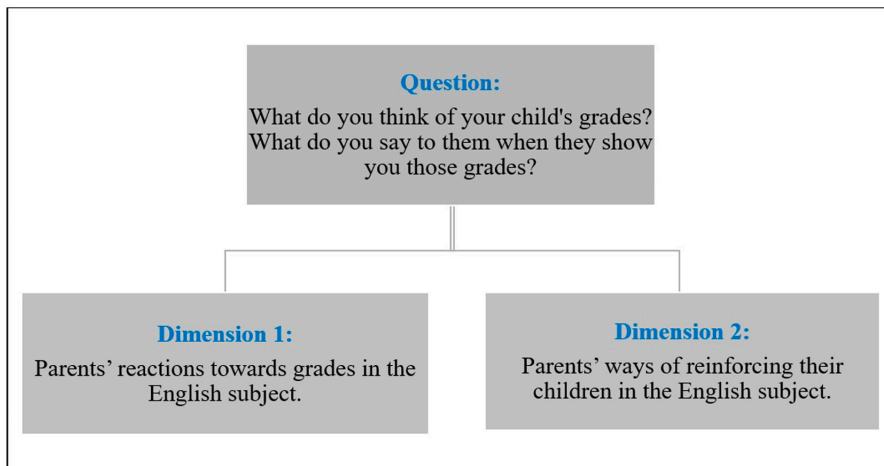 Question:
What do you think of your child's grades?
What do you say to them when they show
you those grades?
Dimension 1:
Parents’ reactions towards grades in the
English subject.
Dimension 2:
Parents’ ways of reinforcing their
children in the English subject.